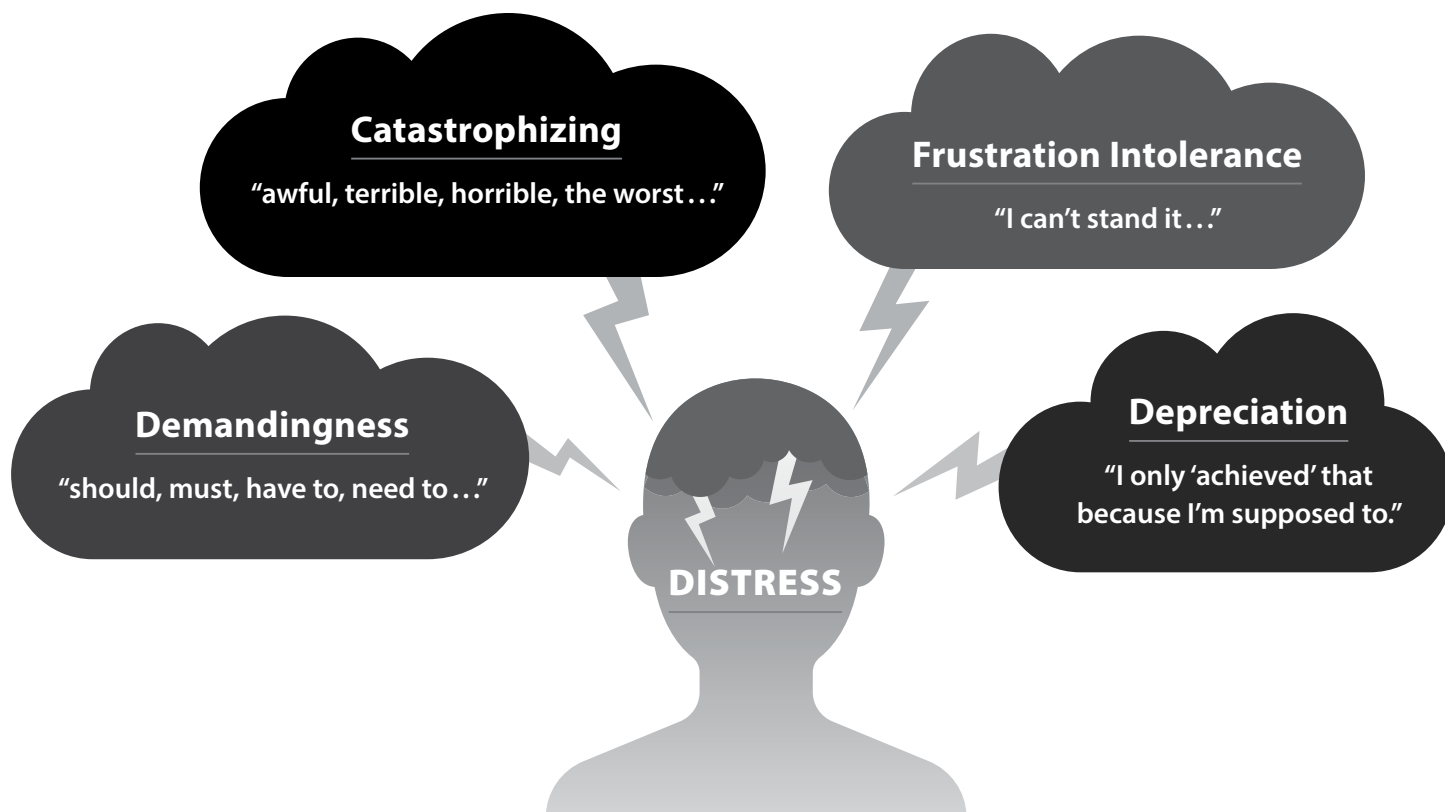 Catastrophizing
“awful, terrible, horrible, the worst…”
Frustration Intolerance
“I can’t stand it…”
Demandingness
“should, must, have to, need to…”
Depreciation
“I only ‘achieved’ that
because I’m supposed to.”
DISTRESS